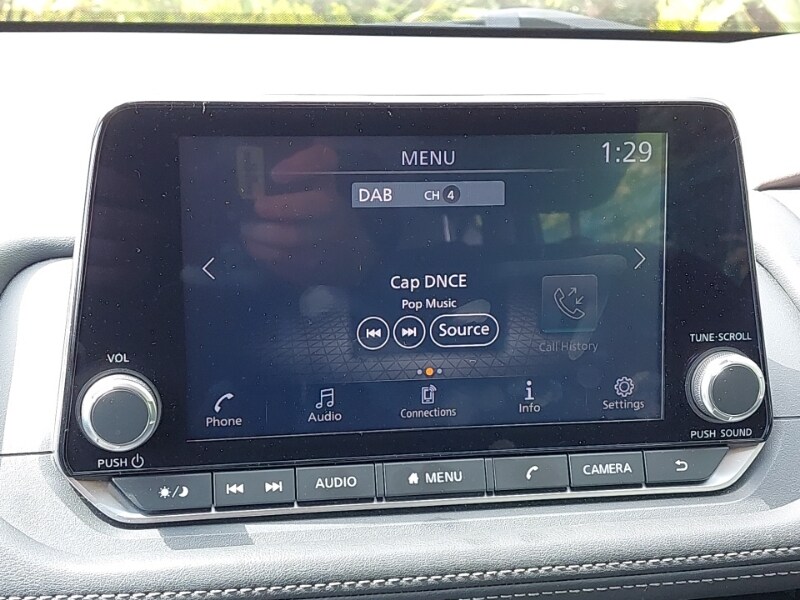 MENU
1:29
DAB CH 4
Cap DNCE
Pop Music
Source
Call History
Phone Audio Connections Info Settings
VOL
PUSH
TUNE·SCROLL
PUSH SOUND
AUDIO MENU CAMERA